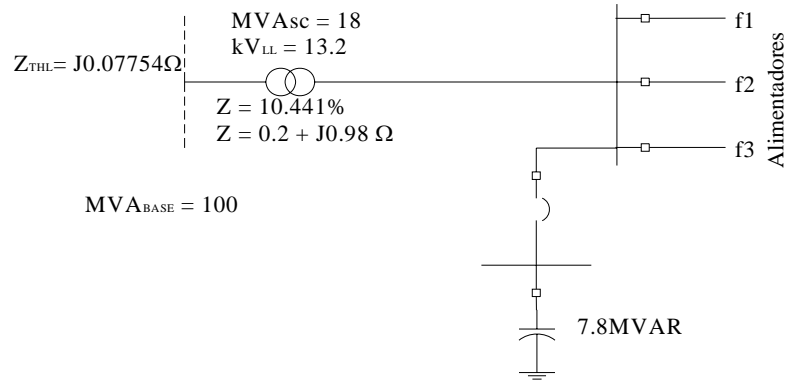 MVAsc = 18
kVLL = 13.2
ZTHL= J0.07754Ω
Z = 10.441%
Z = 0.2 + J0.98 Ω
MVABASE = 100
f1
f2
f3
Alimentadores
7.8MVAR